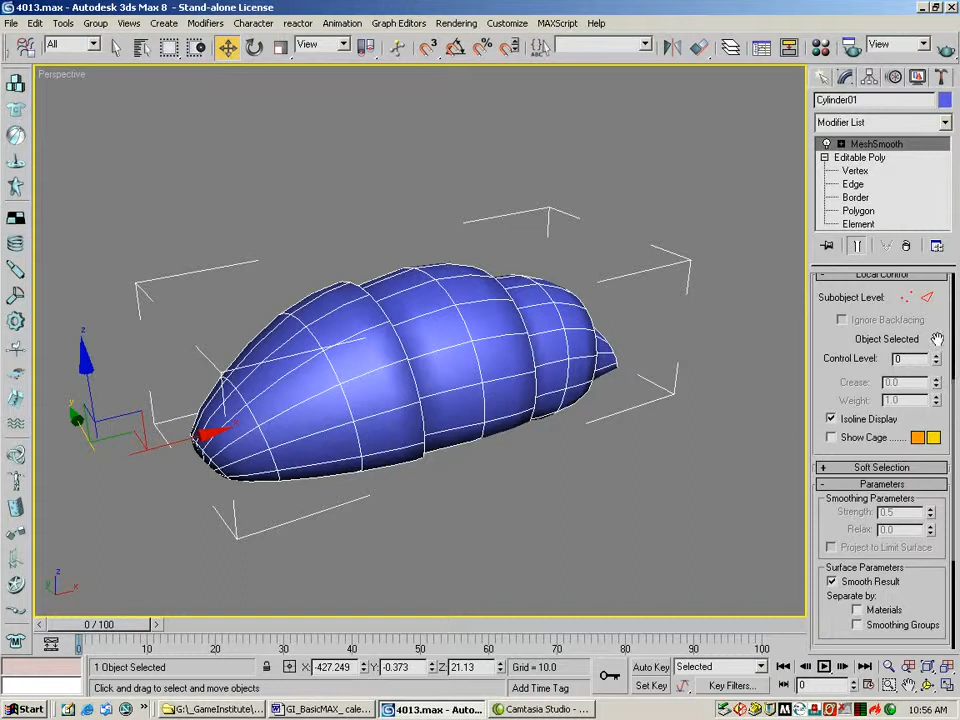 4013.max - Autodesk 3ds Max 8 - Stand-alone License
File Edit Tools Group Views Create Modifiers Character reactor Animation Graph Editors Rendering Customize MAXScript Help
All View View
Perspective
Cylinder01
Modifier List
MeshSmooth
Editable Poly
Vertex
Edge
Border
Polygon
Element
Local Control
Subobject Level:
Ignore Backfacing
Object Selected
Control Level: 0
Crease: 0.0
Weight: 1.0
Isoline Display
Show Cage ......
+ Soft Selection
- Parameters
Smoothing Parameters
Strength: 0.5
Relax: 0.0
Project to Limit Surface
Surface Parameters
Smooth Result
Separate by:
Materials
Smoothing Groups
z
y
x
z
y
x
0 / 100
0 10 20 30 40 50 60 70 80 90 100
1 Object Selected X: -427.249 Y: -0.373 Z: 21.13 Grid = 10.0 Auto Key Selected
Click and drag to select and move objects Add Time Tag Set Key Key Filters... 0
Start G:\_GameInstitute\... GI_BasicMAX_ cale... 4013.max - Auto... Camtasia Studio - ... 10:56 AM